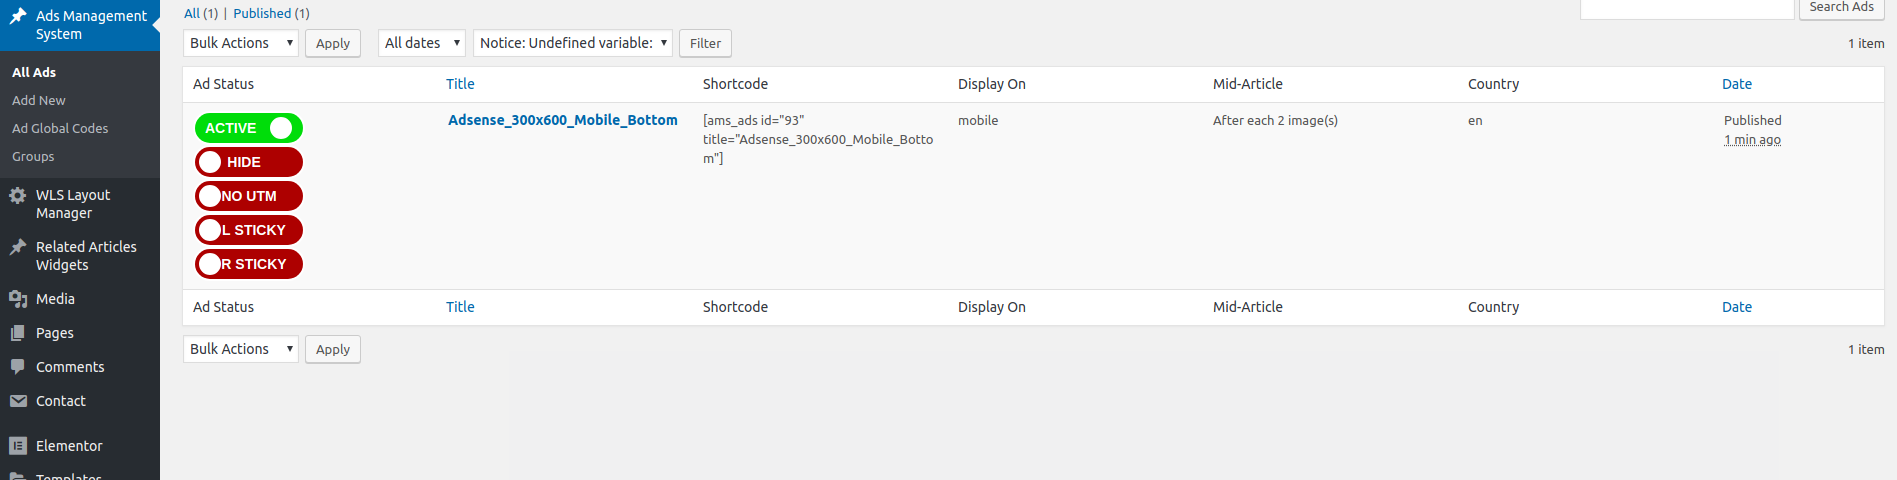 Ads Management
System
All Ads
Add New
Ad Global Codes
Groups
WLS Layout
Manager
Related Articles
Widgets
Media
Pages
Comments
Contact
Elementor
Templates
All (1) | Published (1)
Search Ads
Bulk Actions Apply All dates Notice: Undefined variable: Filter 1 item
Ad Status Title Shortcode Display On Mid-Article Country Date
ACTIVE
HIDE
NO UTM
L STICKY
R STICKY
Adsense_300x600_Mobile_Bottom
[ams_ads id="93"
title="Adsense_300x600_Mobile_Botto
m"]
mobile
After each 2 image(s)
en
Published
1 min ago
Ad Status Title Shortcode Display On Mid-Article Country Date
Bulk Actions Apply 1 item